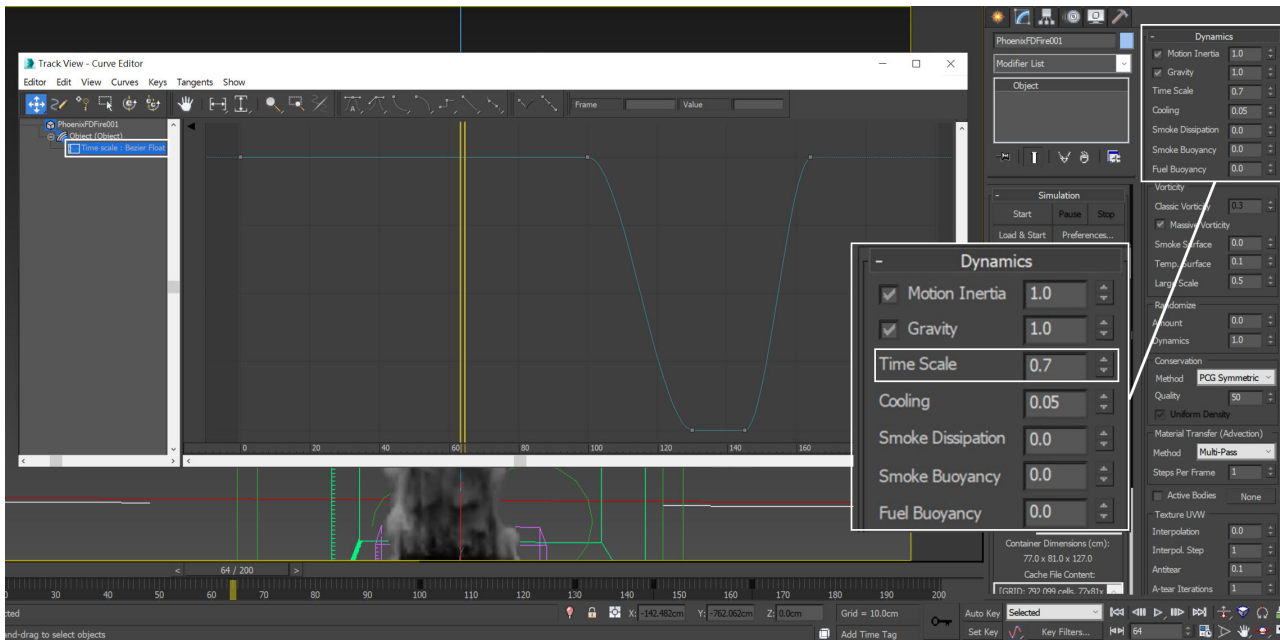 Track View - Curve Editor
Editor Edit View Curves Keys Tangents Show
Frame
Value
PhoenixFDFire001
Object (Object)
Time scale : Bezier Float
0 20 40 60 80 100 120 140 160
PhoenixFDFire001
Modifier List
Object
- Simulation
Start Pause Stop
Load & Start Preferences...
- Dynamics
Motion Inertia 1.0
Gravity 1.0
Time Scale 0.7
Cooling 0.05
Smoke Dissipation 0.0
Smoke Buoyancy 0.0
Fuel Buoyancy 0.0
Container Dimensions (cm):
77.0 x 81.0 x 127.0
Cache File Content:
- Dynamics
Motion Inertia 1.0
Gravity 1.0
Time Scale 0.7
Cooling 0.05
Smoke Dissipation 0.0
Smoke Buoyancy 0.0
Fuel Buoyancy 0.0
Vorticity
Classic Vorticity 0.3
Massive Vorticity
Smoke Surface 0.0
Temp. Surface 0.1
Large Scale 0.5
Randomize
Amount 0.0
Dynamics 1.0
Conservation
Method PCG Symmetric
Quality 50
Uniform Density
Material Transfer (Advection)
Method Multi-Pass
Steps Per Frame 1
Active Bodies None
Texture UVW
Interpolation 0.0
Interpol. Step 1
Antitear 0.1
A-tear Iterations 1
< 64 / 200 >
30 40 50 60 70 80 90 100 110 120 130 140 150 160 170 180 190 200
X: -142.482cm Y: -762.062cm Z: 0.0cm Grid = 10.0cm
Auto Key Selected
nd-drag to select objects
Add Time Tag
Set Key Key Filters... 64